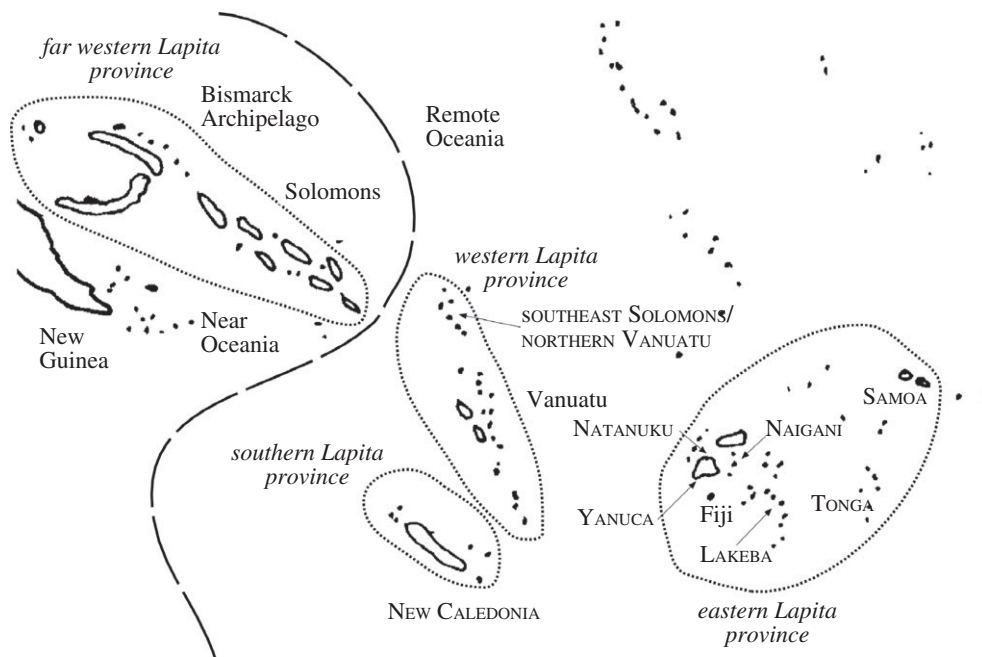 far western Lapita
province
Bismarck
Archipelago
Remote
Oceania
Solomons
western Lapita
province
SOUTHEAST SOLOMONS/
NORTHERN VANUATU
New
Guinea
Near
Oceania
SAMOA
Vanuatu
NATANUKU
NAIGANI
southern Lapita
province
YANUCA
Fiji
TONGA
LAKEBA
NEW CALEDONIA
eastern Lapita
province